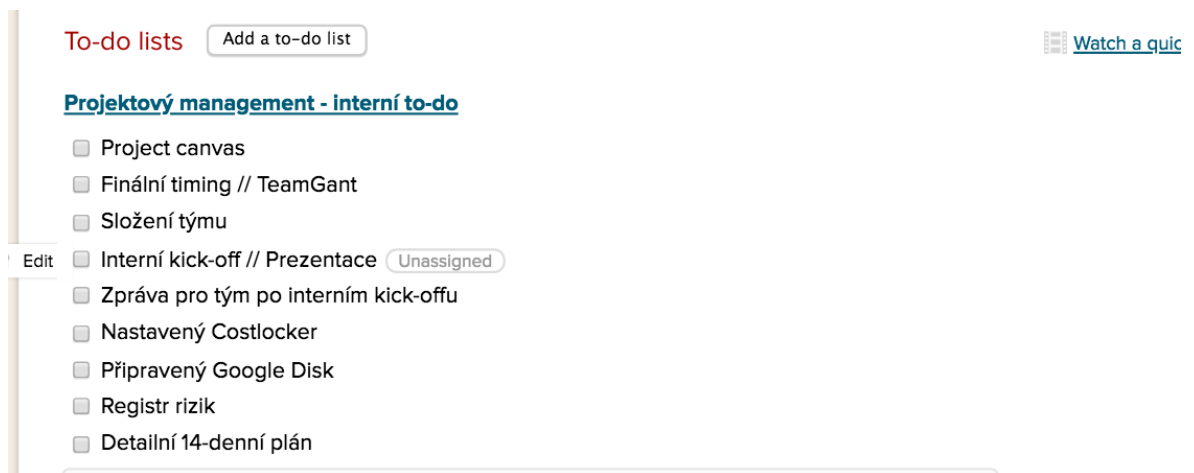 To-do lists Add a to-do list Watch a quic
Projektový management - interní to-do
Project canvas
Finální timing // TeamGant
Složení týmu
Edit Interní kick-off // Prezentace Unassigned
Zpráva pro tým po interním kick-offu
Nastavený Costlocker
Připravený Google Disk
Registr rizik
Detailní 14-denní plán